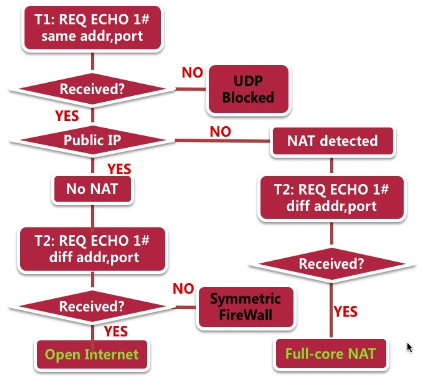 T1: REQ ECHO 1#
same addr,port
Received?
NO
UDP
Blocked
YES
Public IP
NO
NAT detected
YES
No NAT
T2: REQ ECHO 1#
diff addr,port
T2: REQ ECHO 1#
diff addr,port
Received?
Received?
NO
Symmetric
FireWall
YES
YES
Open Internet
Full-core NAT